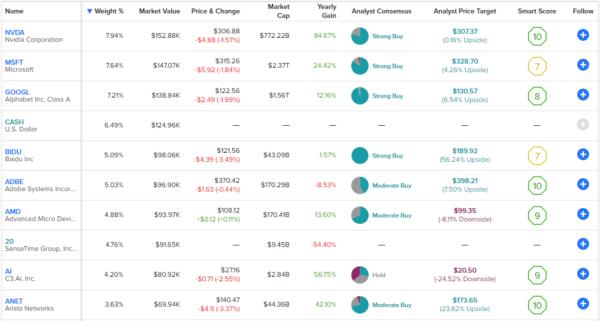 Name ▼ Weight % Market Value Price & Change Market Cap Yearly Gain Analyst Consensus Analyst Price Target Smart Score Follow
NVDA 7.94% $152.88K $306.88 $772.22B 84.67% Strong Buy $307.37 10
Nvidia Corporation -$4.88 (-1.57%) (0.16% Upside)
MSFT 7.64% $147.07K $315.26 $2.37T 24.42% Strong Buy $328.70 7
Microsoft -$5.92 (-1.84%) (4.26% Upside)
GOOGL 7.21% $138.84K $122.56 $1.56T 12.16% Strong Buy $130.57 8
Alphabet Inc. Class A -$2.49 (-1.99%) (6.54% Upside)
CASH 6.49% $124.96K — — — — — —
U.S. Dollar
BIDU 5.09% $98.06K $121.56 $43.09B 1.57% Strong Buy $189.92 7
Baidu Inc -$4.39 (-3.49%) (56.24% Upside)
ADBE 5.03% $96.90K $370.42 $170.29B -8.53% Moderate Buy $398.21 10
Adobe Systems Incor... -$1.63 (-0.44%) (7.50% Upside)
AMD 4.88% $93.97K $108.12 $170.41B 13.60% Moderate Buy $99.35 9
Advanced Micro Devi... +$0.12 (+0.11%) (-8.11% Downside)
20 4.76% $91.65K — $9.45B -54.40% — — —
SenseTime Group, Inc...
AI 4.20% $80.92K $27.16 $2.84B 56.75% Hold $20.50 9
C3.Ai, Inc. -$0.71 (-2.55%) (-24.52% Downside)
ANET 3.63% $69.94K $140.47 $44.36B 42.10% Moderate Buy $173.65 10
Arista Networks -$4.9 (-3.37%) (23.62% Upside)